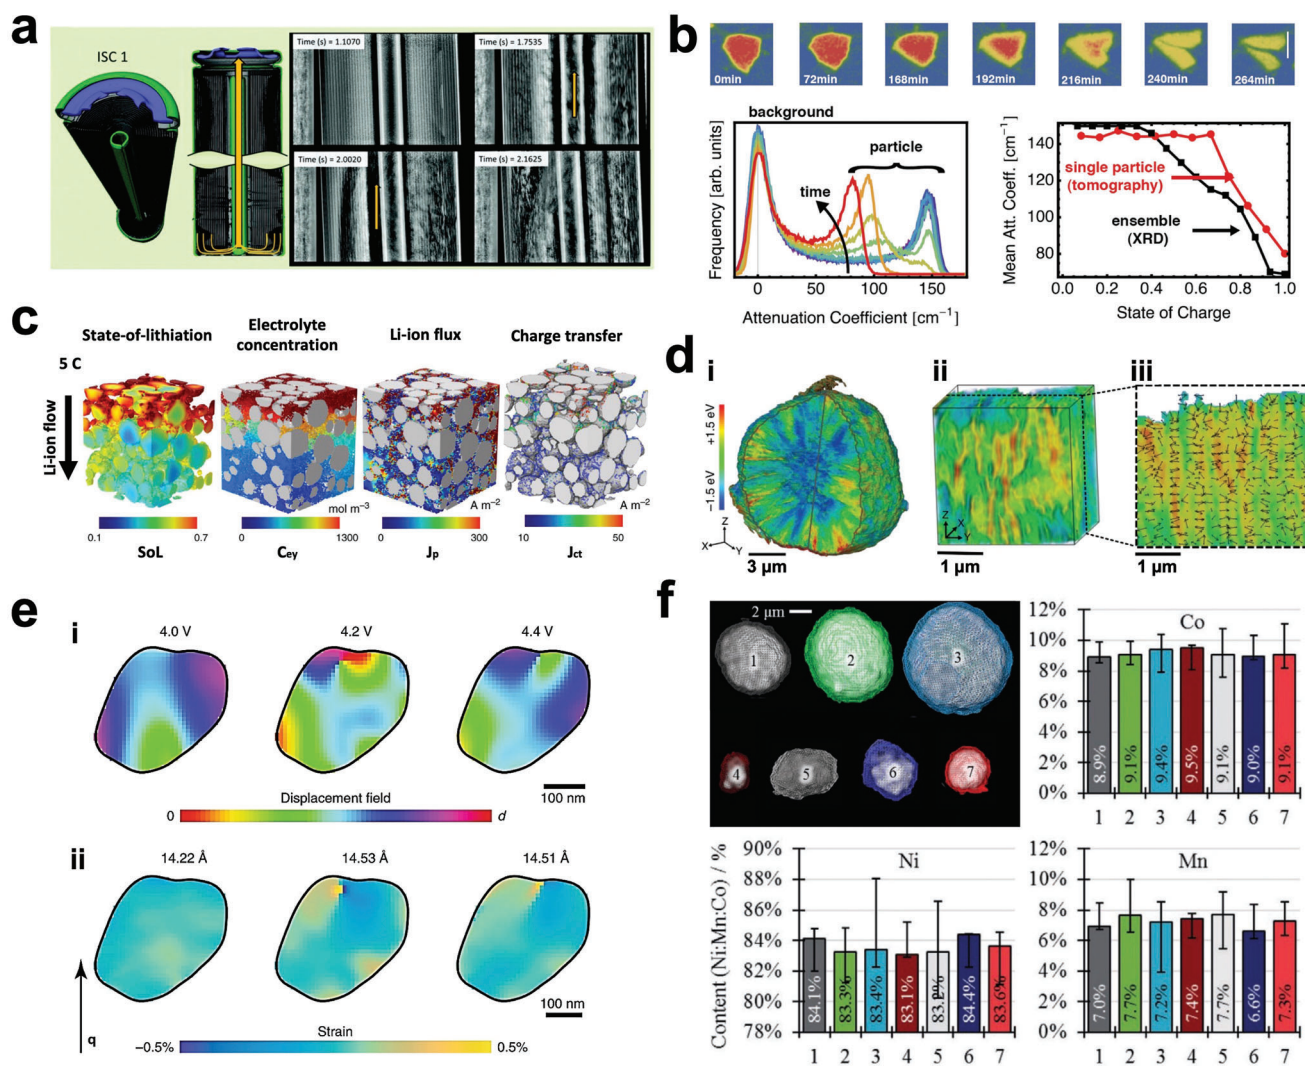 a
ISC 1
Time (s) = 1.1070
Time (s) = 1.7535
Time (s) = 2.0020
Time (s) = 2.1625
b
0min
72min
168min
192min
216min
240min
264min
background
particle
time
Frequency [arb. units]
0
50
100
150
Attenuation Coefficient [cm⁻¹]
140
120
100
80
Mean Att. Coeff. [cm⁻¹]
single particle
(tomography)
ensemble
(XRD)
0.0
0.2
0.4
0.6
0.8
1.0
State of Charge
c
State-of-lithiation
Electrolyte
concentration
Li-ion flux
Charge transfer
5 C
Li-ion flow
0.1
0.7
SoL
mol m⁻³
0
1300
Cey
A m⁻²
0
300
Jp
A m⁻²
10
50
Jct
d
i
ii
iii
+1.5 eV
−1.5 eV
Z
X
Y
3 µm
Z
X
Y
1 µm
1 µm
e
i
4.0 V
4.2 V
4.4 V
100 nm
Displacement field
0
d
ii
14.22 Å
14.53 Å
14.51 Å
q
100 nm
Strain
−0.5%
0.5%
f
2 µm
1
2
3
4
5
6
7
Co
12%
10%
8%
6%
4%
2%
0%
8.9%
9.1%
9.4%
9.5%
9.1%
9.0%
9.1%
1 2 3 4 5 6 7
Ni
Content (Ni:Mn:Co) / %
90%
88%
86%
84%
82%
80%
78%
84.1%
83.3%
83.4%
83.1%
83.2%
84.4%
83.6%
1 2 3 4 5 6 7
Mn
12%
10%
8%
6%
4%
2%
0%
7.0%
7.7%
7.2%
7.4%
7.7%
6.6%
7.3%
1 2 3 4 5 6 7